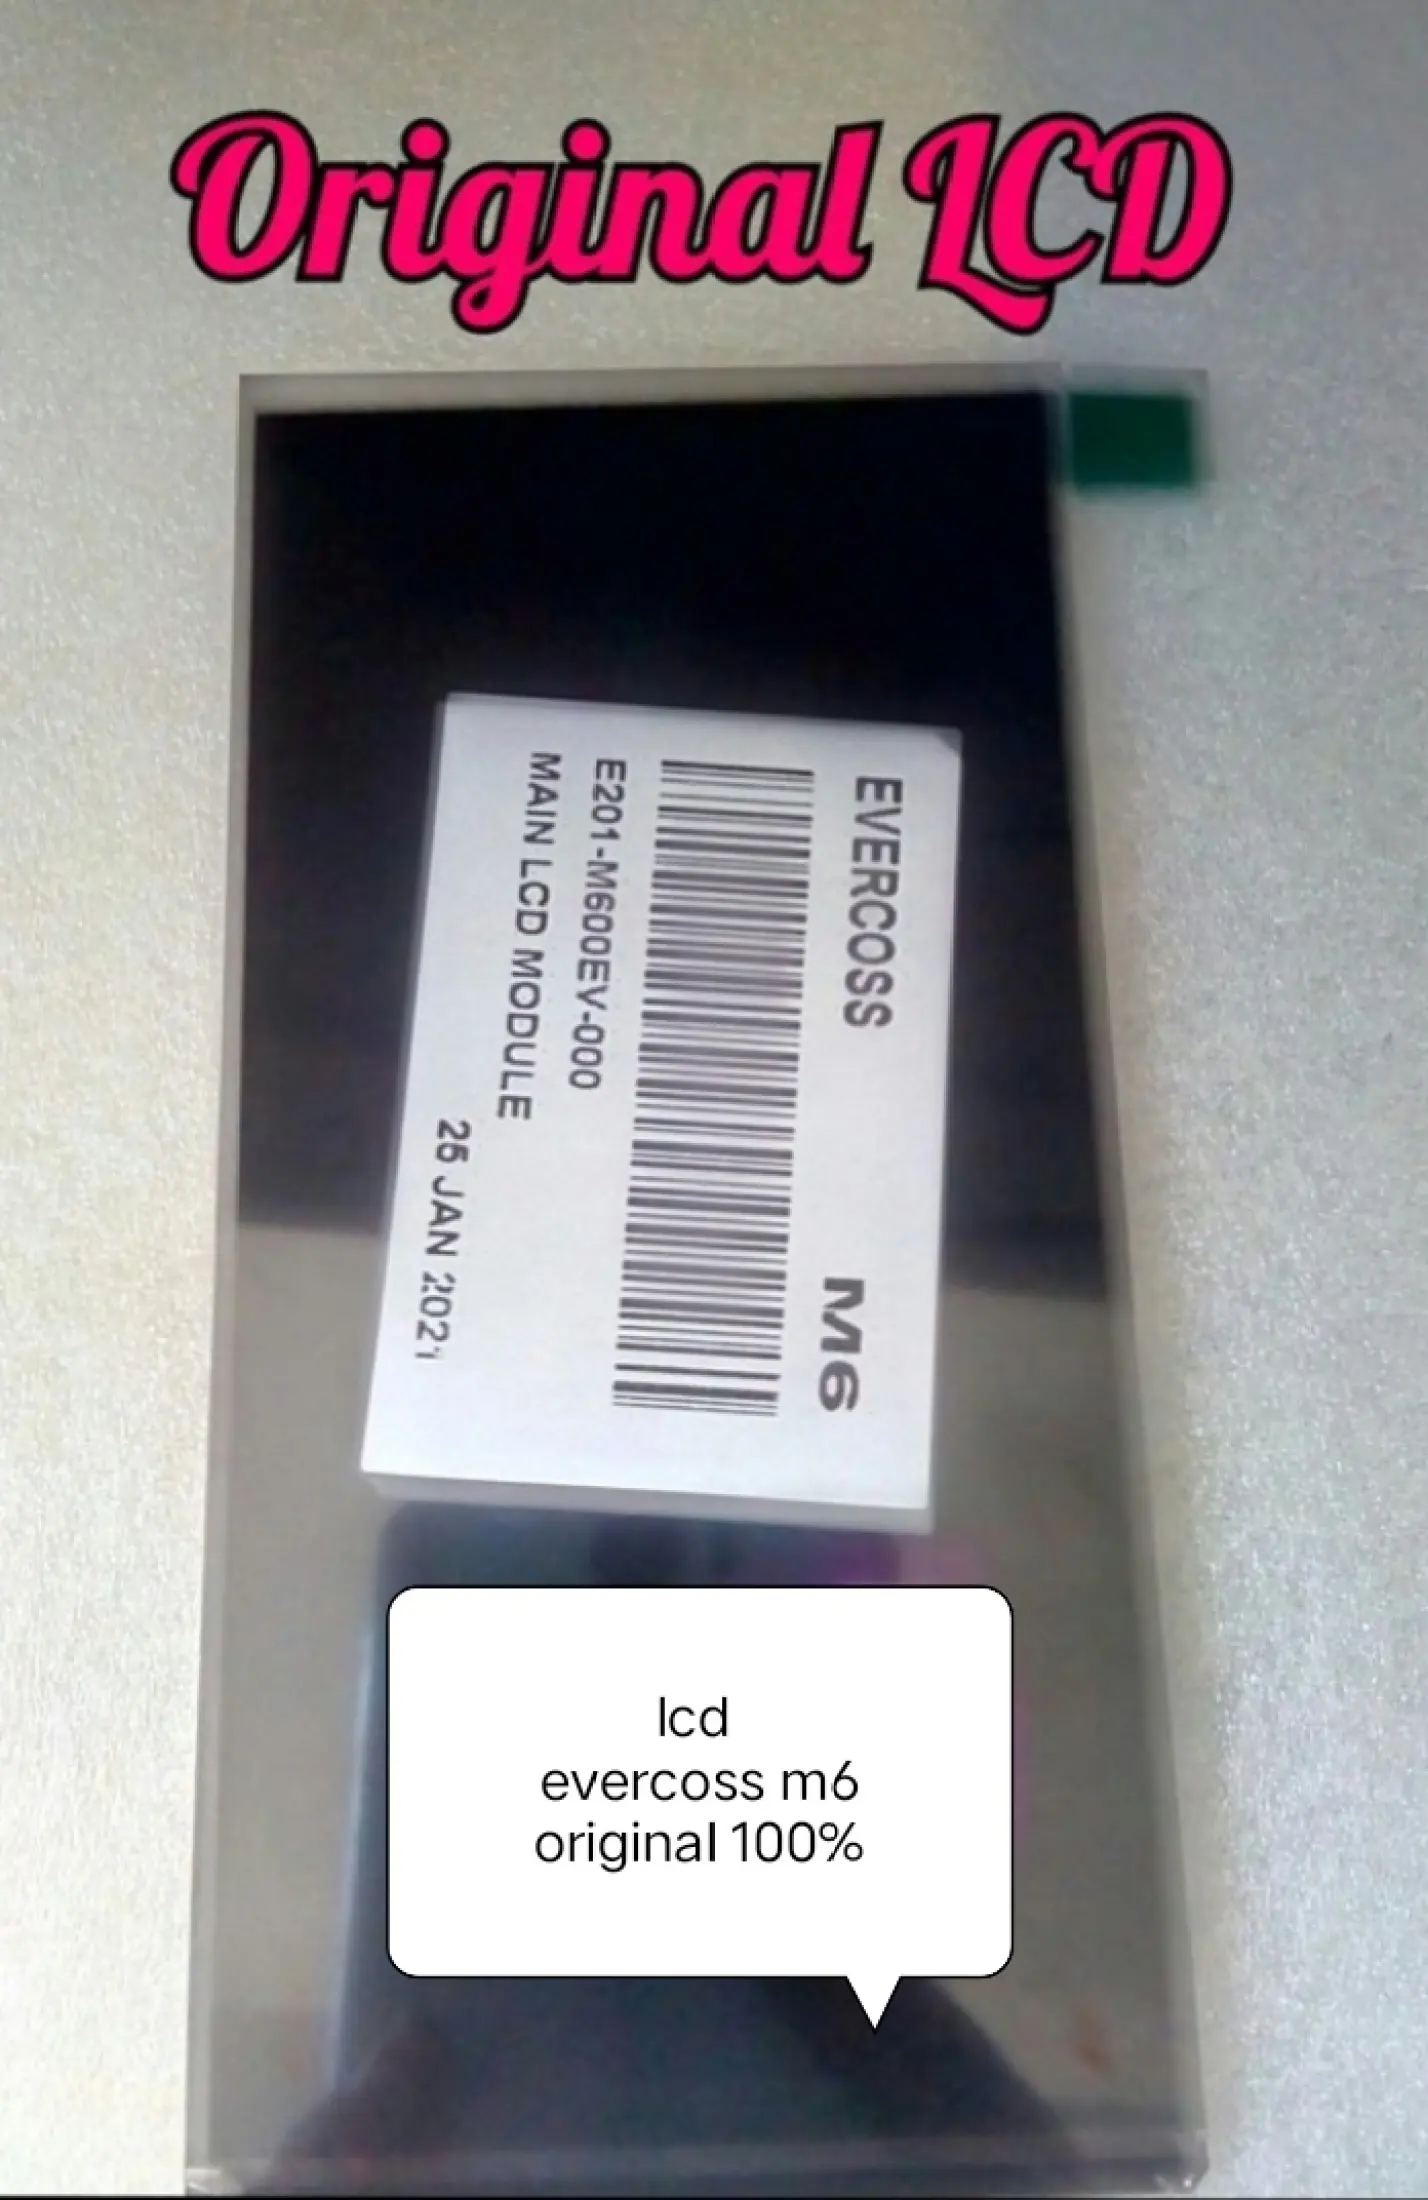 Original LCD
EVERCOSS M6
E201-M600EV-000
MAIN LCD MODULE
25 JAN 2021
lcd
evercoss m6
original 100%